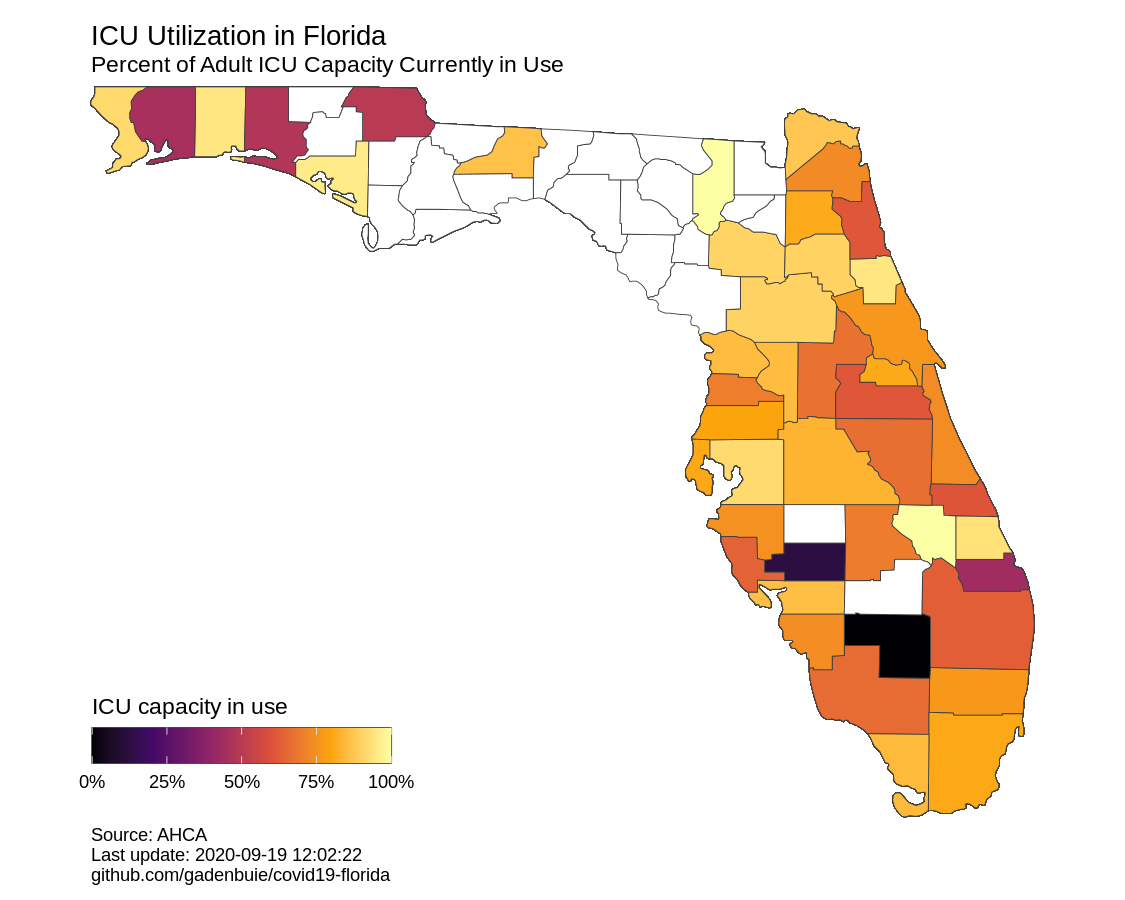 ICU Utilization in Florida
Percent of Adult ICU Capacity Currently in Use
ICU capacity in use
0% 25% 50% 75% 100%
Source: AHCA
Last update: 2020-09-19 12:02:22
github.com/gadenbuie/covid19-florida